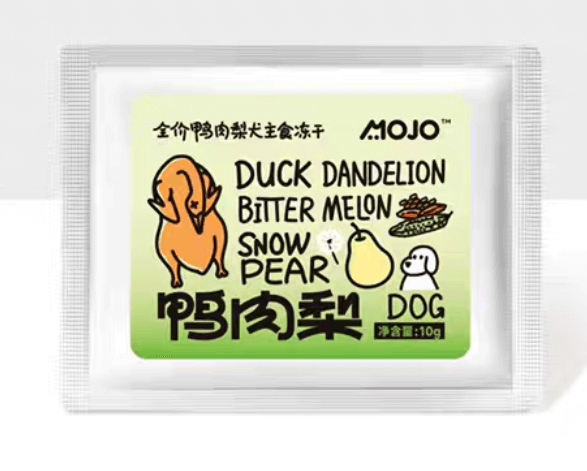 全价鸭肉梨犬主食冻干
MOJO™
DUCK DANDELION
BITTER MELON
SNOW
PEAR
鸭肉梨
DOG
净含量:10g